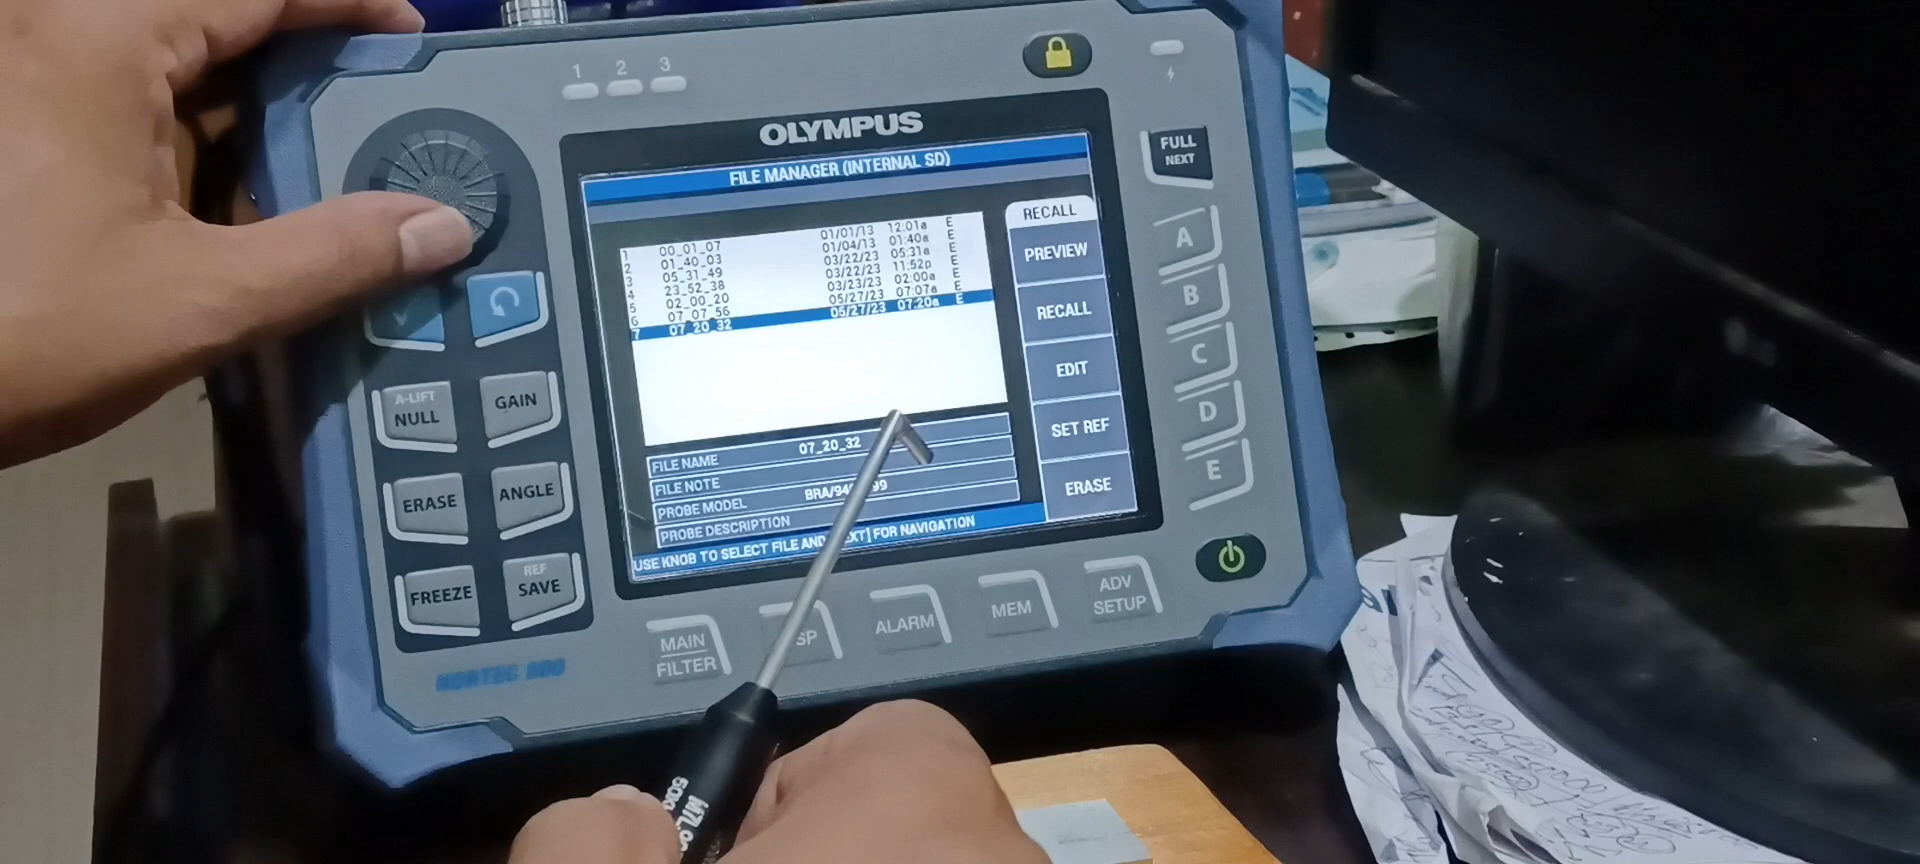 1 2 3
OLYMPUS
FULL
NEXT
FILE MANAGER (INTERNAL SD)
1 00_01_07 01/01/13 12:01a E
2 01_40_03 01/04/13 01:40a E
3 05_31_49 03/22/23 05:31a E
4 23_52_38 03/22/23 11:52p E
5 02_00_20 03/23/23 02:00a E
6 07_07_56 05/27/23 07:07a E
7 07_20_32 05/27/23 07:20a E
RECALL
PREVIEW
RECALL
EDIT
SET REF
ERASE
FILE NAME 07_20_32
FILE NOTE
PROBE MODEL
PROBE DESCRIPTION
USE KNOB TO SELECT FILE AND FOR NAVIGATION
A
B
C
D
E
A-LIFT
NULL
GAIN
ERASE
ANGLE
FREEZE
REF
SAVE
MAIN
FILTER
ALARM
MEM
ADV
SETUP
NORTEC 600